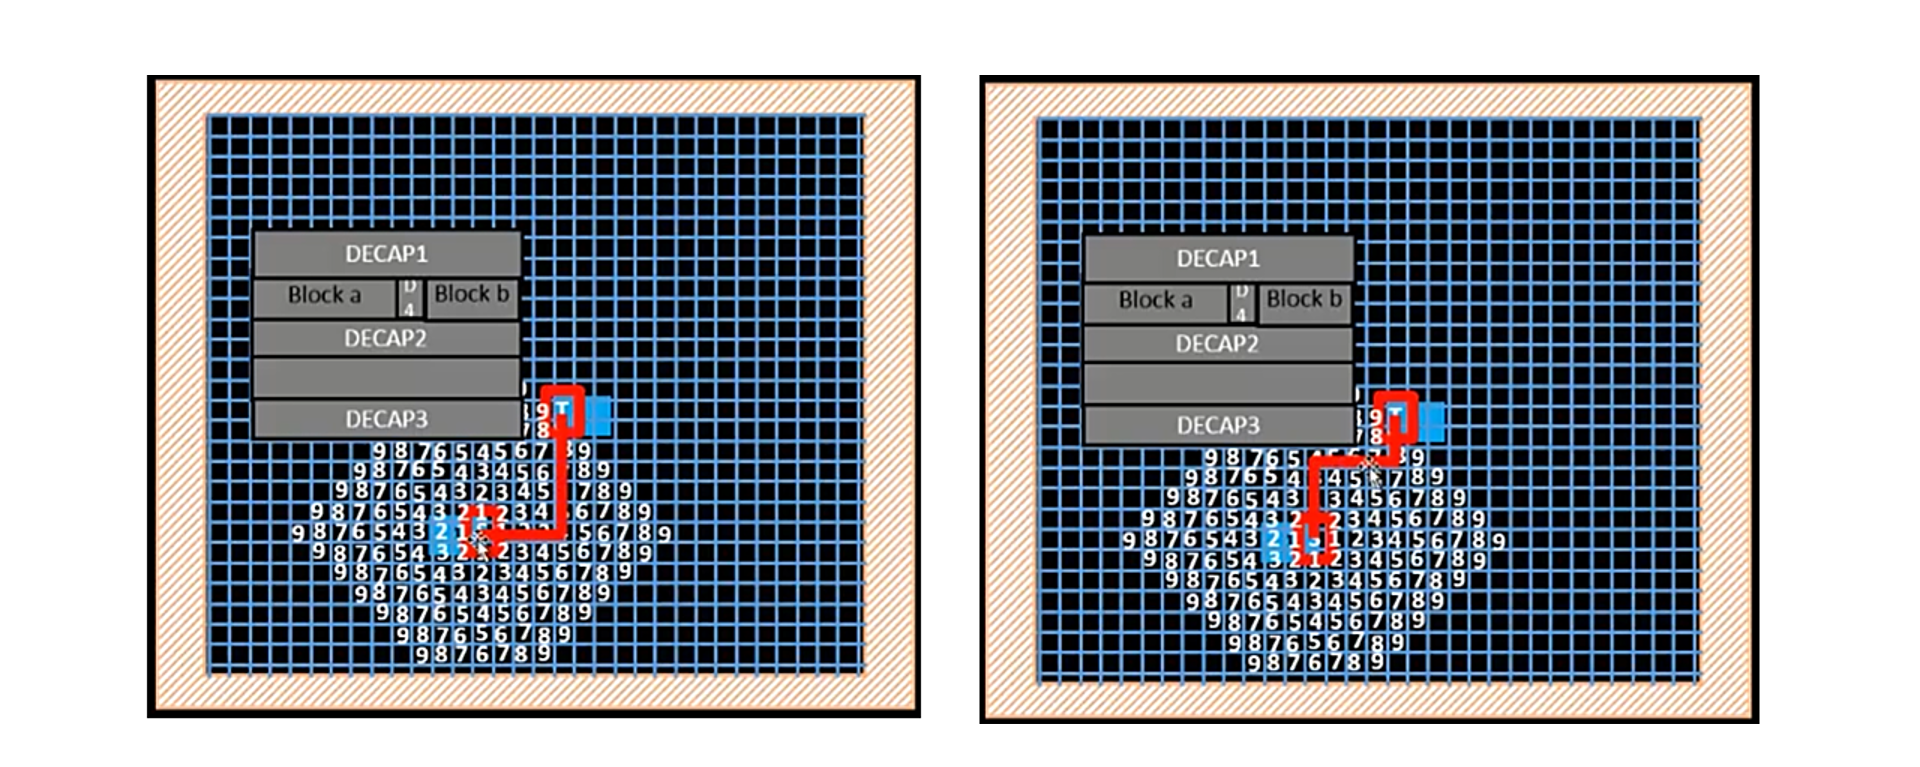 DECAP1
Block a D 4 Block b
DECAP2
DECAP3
9 T
7 8
9 8 7 6 5 4 5 6 7 9
9 8 7 6 5 4 3 4 5 6 8 9
9 8 7 6 5 4 3 2 3 4 5 7 8 9
9 8 7 6 5 4 3 2 1 2 3 4 6 7 8 9
9 8 7 6 5 4 3 2 1 5 6 7 8 9
9 8 7 6 5 4 3 2 2 3 4 5 6 7 8 9
9 8 7 6 5 4 3 2 3 4 5 6 7 8 9
9 8 7 6 5 4 3 4 5 6 7 8 9
9 8 7 6 5 4 5 6 7 8 9
9 8 7 6 5 6 7 8 9
9 8 7 6 7 8 9
DECAP1
Block a D 4 Block b
DECAP2
DECAP3
9 T
7 8
9 8 7 6 5 9
9 8 7 6 5 4 4 5 7 8 9
9 8 7 6 5 4 3 3 4 5 6 7 8 9
9 8 7 6 5 4 3 2 2 3 4 5 6 7 8 9
9 8 7 6 5 4 3 2 1 S 1 2 3 4 5 6 7 8 9
9 8 7 6 5 4 3 2 1 2 3 4 5 6 7 8 9
9 8 7 6 5 4 3 2 3 4 5 6 7 8 9
9 8 7 6 5 4 3 4 5 6 7 8 9
9 8 7 6 5 4 5 6 7 8 9
9 8 7 6 5 6 7 8 9
9 8 7 6 7 8 9